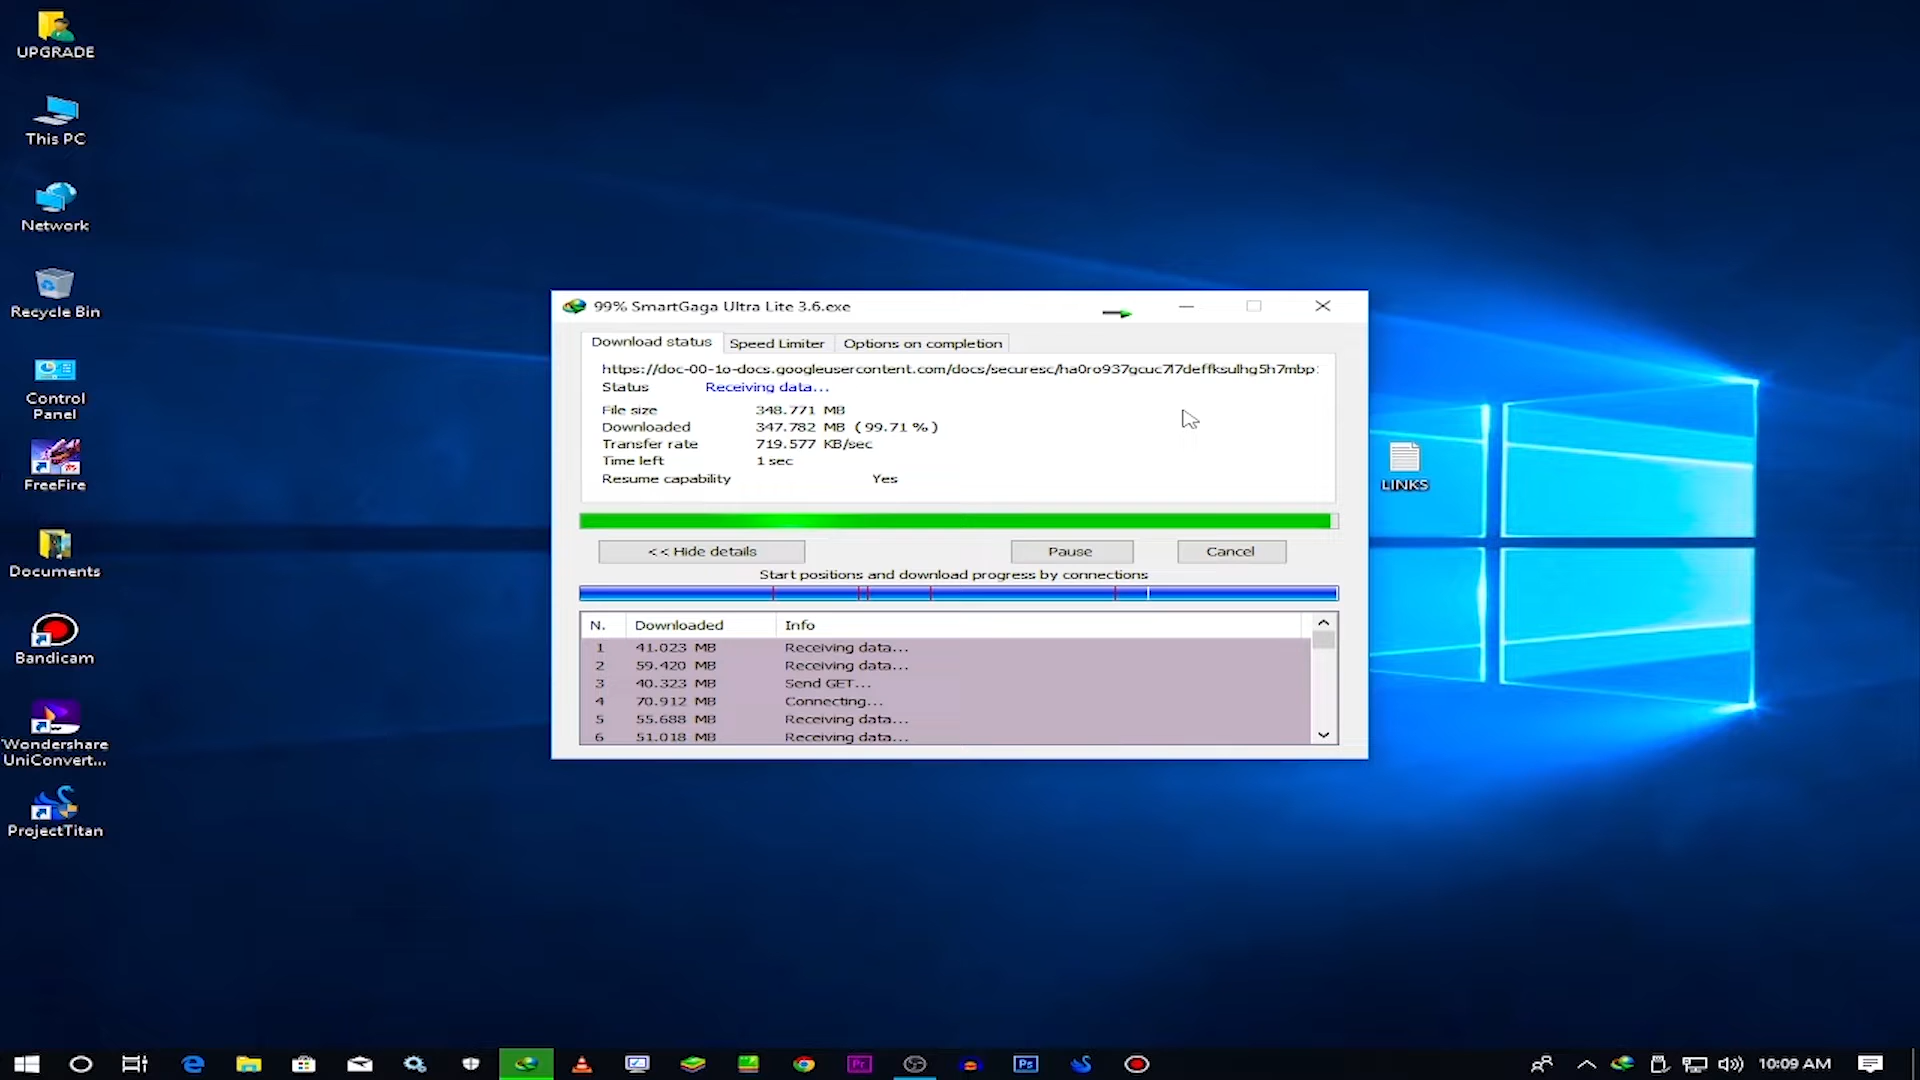 UPGRADE
This PC
Network
Recycle Bin
Control
Panel
FreeFire
Documents
Bandicam
Wondershare
UniConvert...
ProjectTitan
99% SmartGaga Ultra Lite 3.6.exe
Download status
Speed Limiter
Options on completion
https://doc-00-1o-docs.googleusercontent.com/docs/securesc/ha0ro937gcuc7l7deffksulhg5h7mbp1
Status Receiving data...
File size 348.771 MB
Downloaded 347.782 MB ( 99.71 % )
Transfer rate 719.577 KB/sec
Time left 1 sec
Resume capability Yes
<< Hide details
Pause
Cancel
Start positions and download progress by connections
N. Downloaded Info
1 41.023 MB Receiving data...
2 59.420 MB Receiving data...
3 40.323 MB Send GET...
4 70.912 MB Connecting...
5 55.688 MB Receiving data...
6 51.018 MB Receiving data...
LINKS
Pr
Ps
10:09 AM